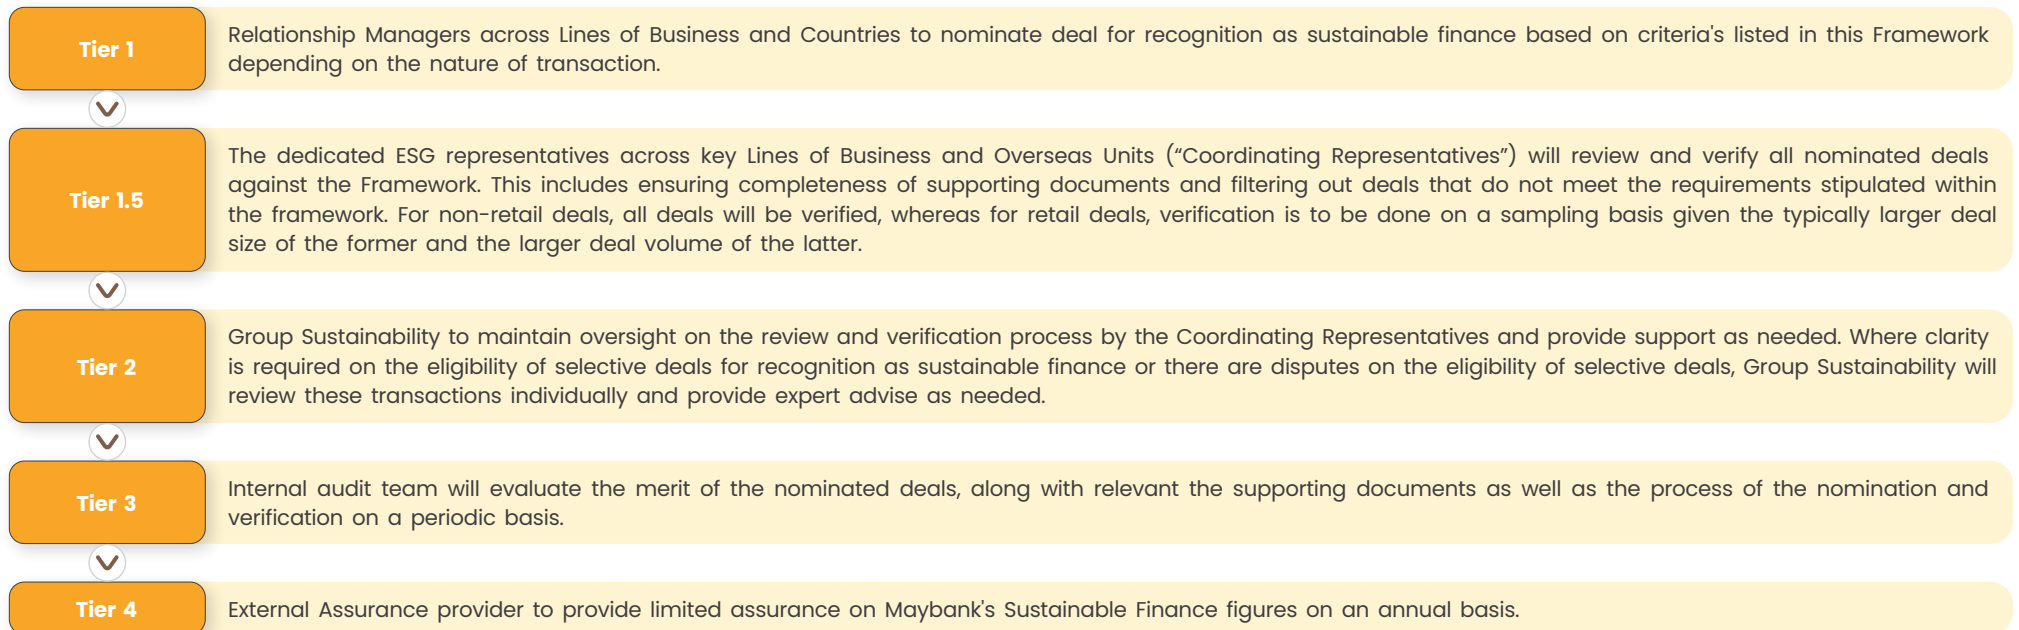 Tier 1
Relationship Managers across Lines of Business and Countries to nominate deal for recognition as sustainable finance based on criteria's listed in this Framework
depending on the nature of transaction.
Tier 1.5
The dedicated ESG representatives across key Lines of Business and Overseas Units (“Coordinating Representatives”) will review and verify all nominated deals
against the Framework. This includes ensuring completeness of supporting documents and filtering out deals that do not meet the requirements stipulated within
the framework. For non-retail deals, all deals will be verified, whereas for retail deals, verification is to be done on a sampling basis given the typically larger deal
size of the former and the larger deal volume of the latter.
Tier 2
Group Sustainability to maintain oversight on the review and verification process by the Coordinating Representatives and provide support as needed. Where clarity
is required on the eligibility of selective deals for recognition as sustainable finance or there are disputes on the eligibility of selective deals, Group Sustainability will
review these transactions individually and provide expert advise as needed.
Tier 3
Internal audit team will evaluate the merit of the nominated deals, along with relevant the supporting documents as well as the process of the nomination and
verification on a periodic basis.
Tier 4
External Assurance provider to provide limited assurance on Maybank's Sustainable Finance figures on an annual basis.